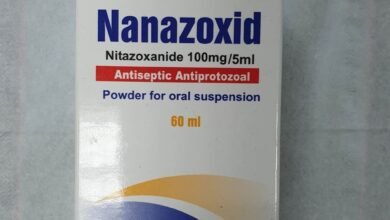 Nanazoxid
Nitazoxanide 100mg/5ml
Antiseptic Antiprotozoal
Powder for oral suspension
60 ml